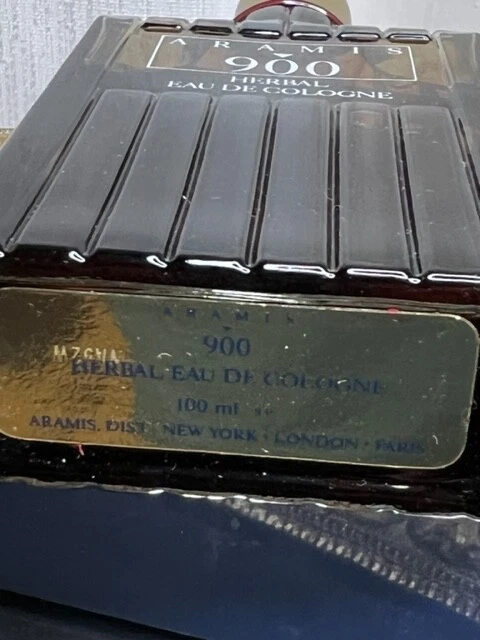 ARAMIS
900
HERBAL
EAU DE COLOGNE
ARAMIS
900
HERBAL EAU DE COLOGNE
100 ml
ARAMIS, DIST · NEW YORK · LONDON · PARIS